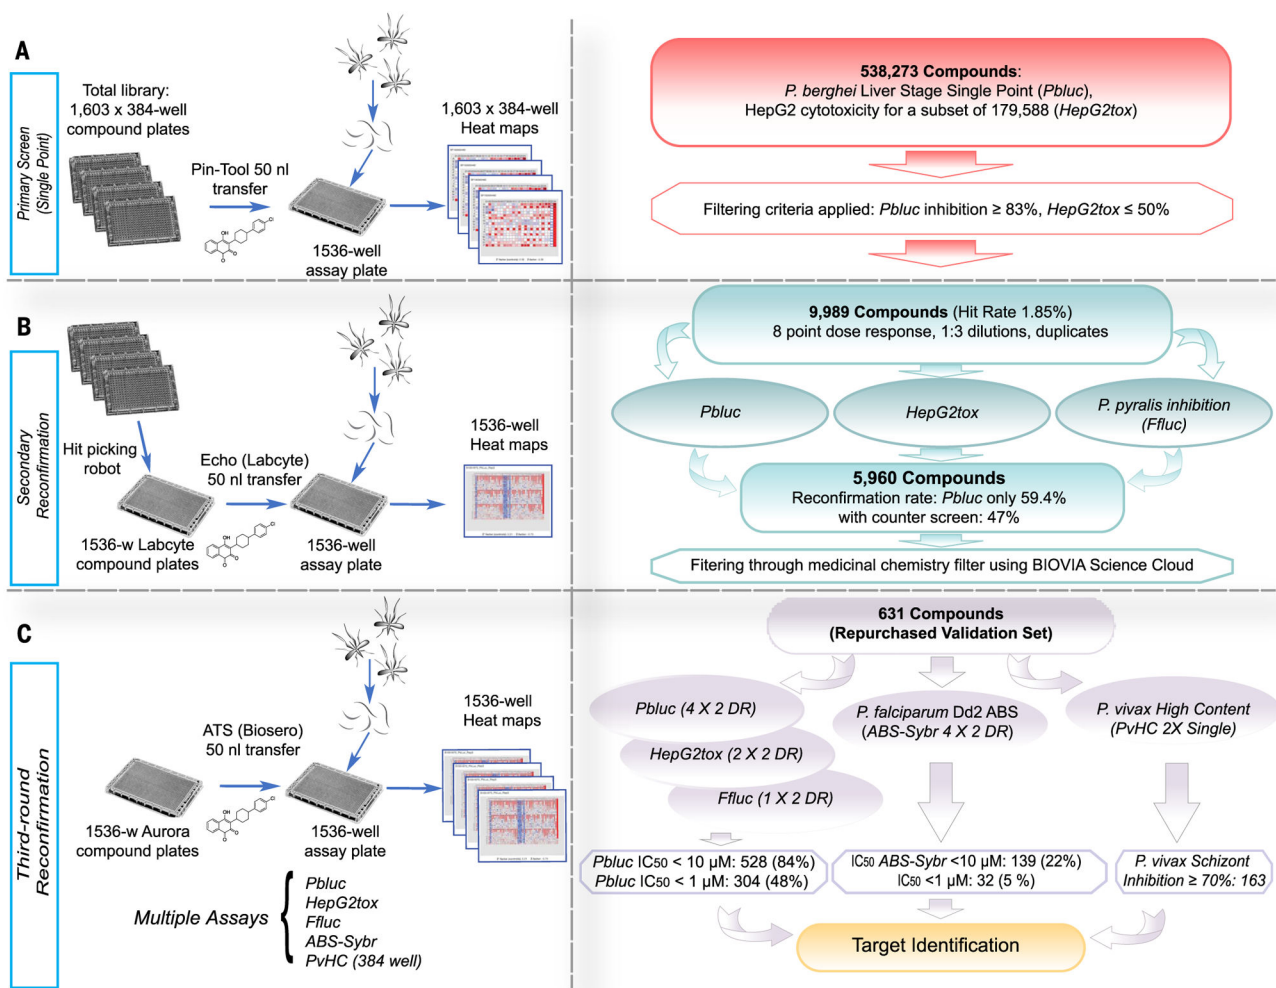 A
Primary Screen
(Single Point)
Total library:
1,603 x 384-well
compound plates
Pin-Tool 50 nl
transfer
1536-well
assay plate
1,603 x 384-well
Heat maps
538,273 Compounds:
P. berghei Liver Stage Single Point (Pbluc),
HepG2 cytotoxicity for a subset of 179,588 (HepG2tox)
Filtering criteria applied: Pbluc inhibition ≥ 83%, HepG2tox ≤ 50%
B
Secondary
Reconfirmation
Hit picking
robot
1536-w Labcyte
compound plates
Echo (Labcyte)
50 nl transfer
1536-well
assay plate
1536-well
Heat maps
9,989 Compounds (Hit Rate 1.85%)
8 point dose response, 1:3 dilutions, duplicates
Pbluc
HepG2tox
P. pyralis inhibition
(Ffluc)
5,960 Compounds
Reconfirmation rate: Pbluc only 59.4%
with counter screen: 47%
Fitering through medicinal chemistry filter using BIOVIA Science Cloud
C
Third-round
Reconfirmation
1536-w Aurora
compound plates
ATS (Biosero)
50 nl transfer
1536-well
assay plate
1536-well
Heat maps
Multiple Assays
Pbluc
HepG2tox
Ffluc
ABS-Sybr
PvHC (384 well)
631 Compounds
(Repurchased Validation Set)
Pbluc (4 X 2 DR)
HepG2tox (2 X 2 DR)
Ffluc (1 X 2 DR)
P. falciparum Dd2 ABS
(ABS-Sybr 4 X 2 DR)
P. vivax High Content
(PvHC 2X Single)
Pbluc IC50 < 10 µM: 528 (84%)
Pbluc IC50 < 1 µM: 304 (48%)
IC50 ABS-Sybr <10 µM: 139 (22%)
IC50 <1 µM: 32 (5 %)
P. vivax Schizont
Inhibition ≥ 70%: 163
Target Identification